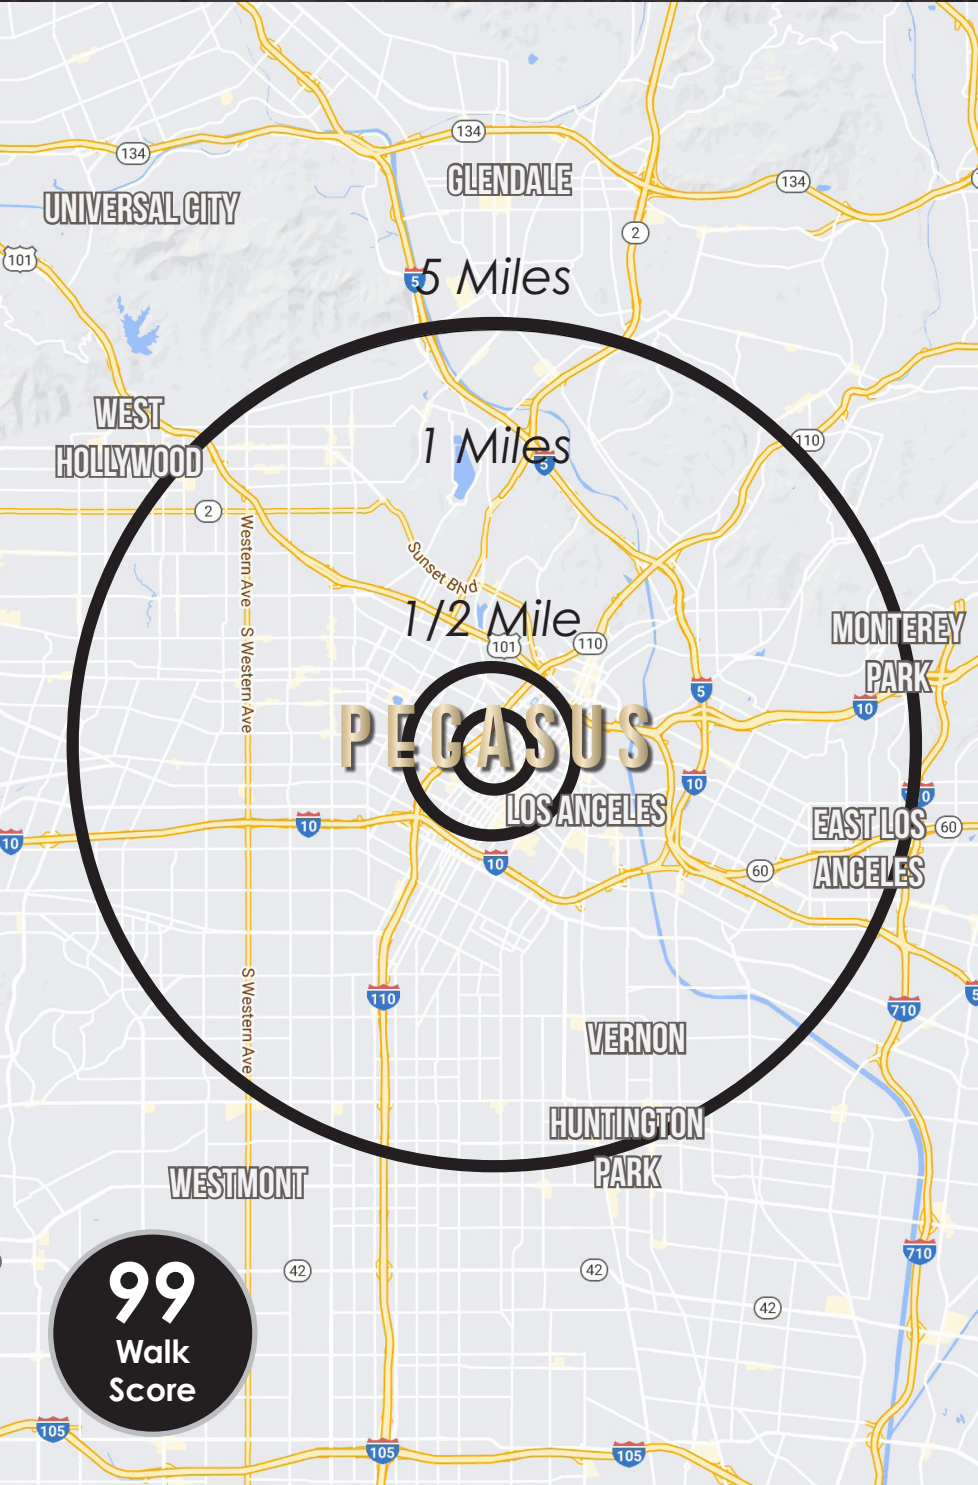 134
134
GLENDALE
134
UNIVERSAL CITY
2
101
5
5 Miles
WEST
HOLLYWOOD
1 Miles
110
5
2
Western Ave
Sunset Blvd
1/2 Mile
S Western Ave
101
110
MONTEREY
PARK
5
10
PEGASUS
10
LOS ANGELES
EAST LOS
ANGELES
60
10
10
10
60
S Western Ave
110
710
5
VERNON
HUNTINGTON
PARK
WESTMONT
710
42
42
42
99
Walk
Score
105
105
105